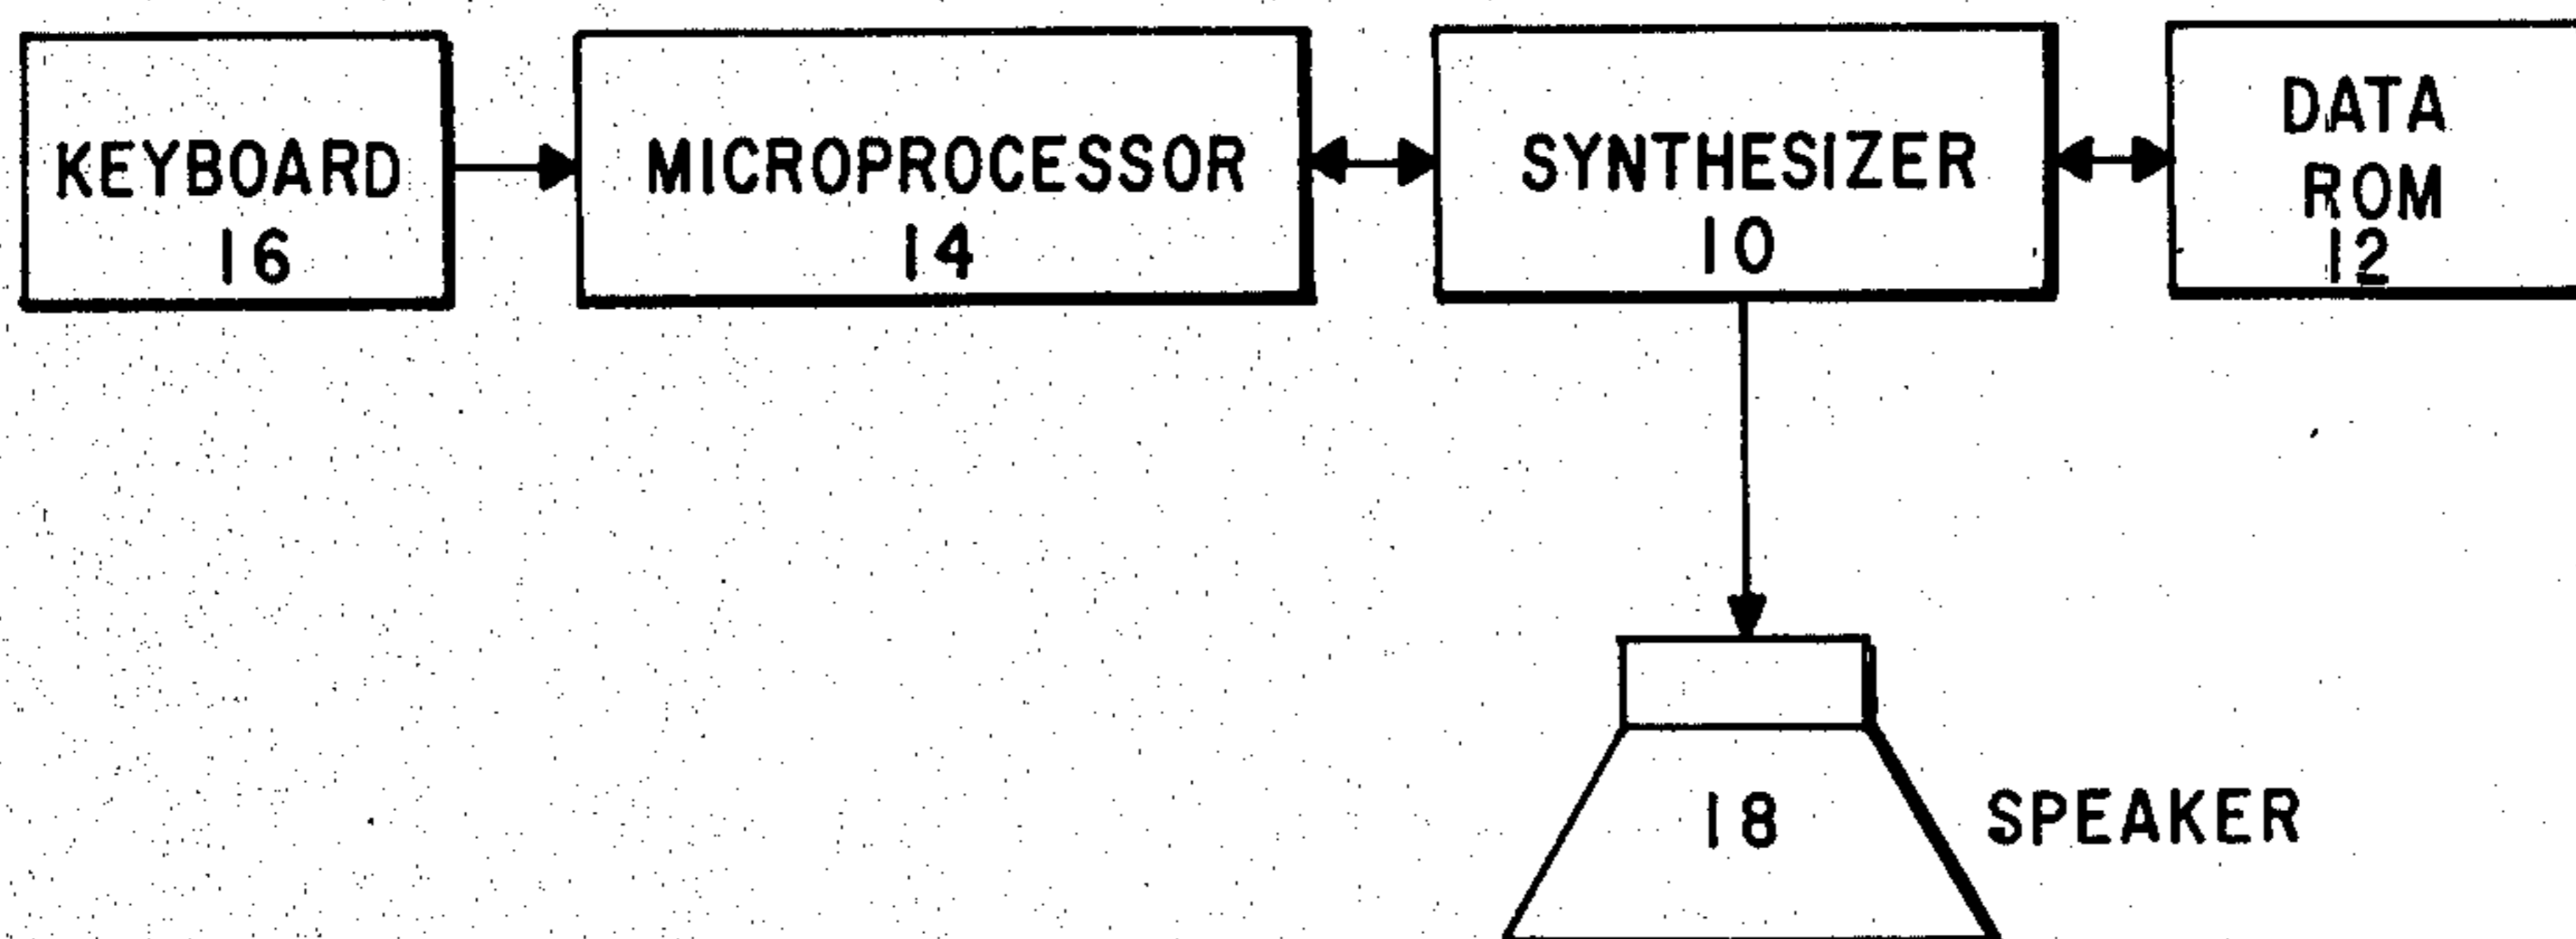 KEYBOARD
16
MICROPROCESSOR
14
SYNTHESIZER
10
DATA
ROM
12
18
SPEAKER